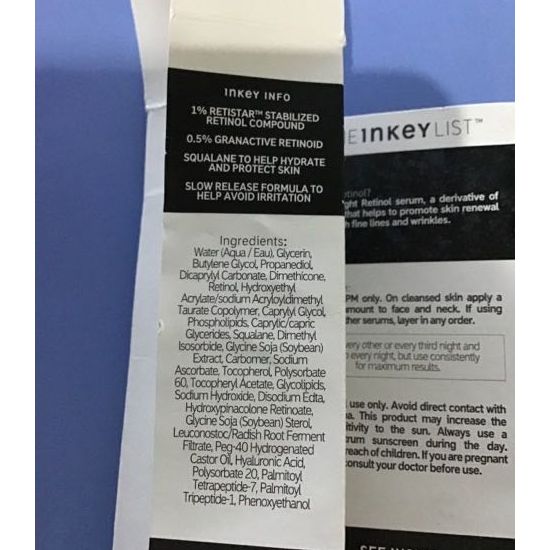 INKEY INFO
1% RETISTAR™ STABILIZED
RETINOL COMPOUND
0.5% GRANACTIVE RETINOID
SQUALANE TO HELP HYDRATE
AND PROTECT SKIN
SLOW RELEASE FORMULA TO
HELP AVOID IRRITATION
Ingredients:
Water (Aqua / Eau), Glycerin,
Butylene Glycol, Propanediol,
Dicaprylyl Carbonate, Dimethicone,
Retinol, Hydroxyethyl
Acrylate/sodium Acryloyldimethyl
Taurate Copolymer, Caprylyl Glycol,
Phospholipids, Caprylic/capric
Glycerides, Squalane, Dimethyl
Isosorbide, Glycine Soja (Soybean)
Extract, Carbomer, Sodium
Ascorbate, Tocopherol, Polysorbate
60, Tocopheryl Acetate, Glycolipids,
Sodium Hydroxide, Disodium Edta,
Hydroxypinacolone Retinoate,
Glycine Soja (Soybean) Sterol,
Leuconostoc/Radish Root Ferment
Filtrate, Peg-40 Hydrogenated
Castor Oil, Hyaluronic Acid,
Polysorbate 20, Palmitoyl
Tetrapeptide-7, Palmitoyl
Tripeptide-1, Phenoxyethanol
E INKEY LIST™
Retinol serum, a derivative of
that helps to promote skin renewal
fine lines and wrinkles.
PM only. On cleansed skin apply a
to face and neck. If using
serums, layer in any order.
every other or every third night and
every night, but use consistently
for maximum results.
use only. Avoid direct contact with
This product may increase the
to the sun. Always use a
sunscreen during the day.
reach of children. If you are pregnant
consult your doctor before use.